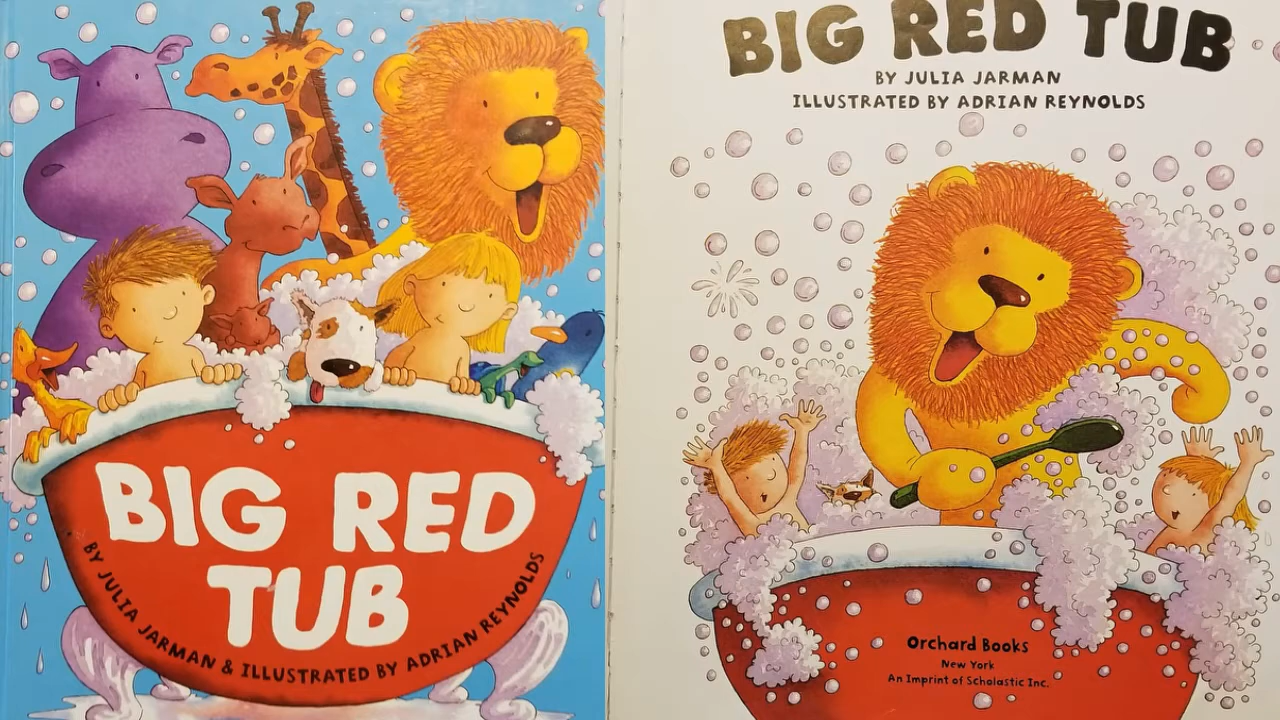 BIG RED
TUB
BY JULIA JARMAN & ILLUSTRATED BY ADRIAN REYNOLDS
BIG RED TUB
BY JULIA JARMAN
ILLUSTRATED BY ADRIAN REYNOLDS
Orchard Books
New York
An Imprint of Scholastic Inc.